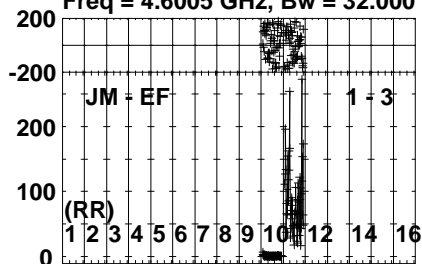 Freq = 4.6005 GHz, Bw = 32.000
200
-200
JM - EF 1 - 3
200
100
(RR)
1 2 3 4 5 6 7 8 9 10 12 14 16
0